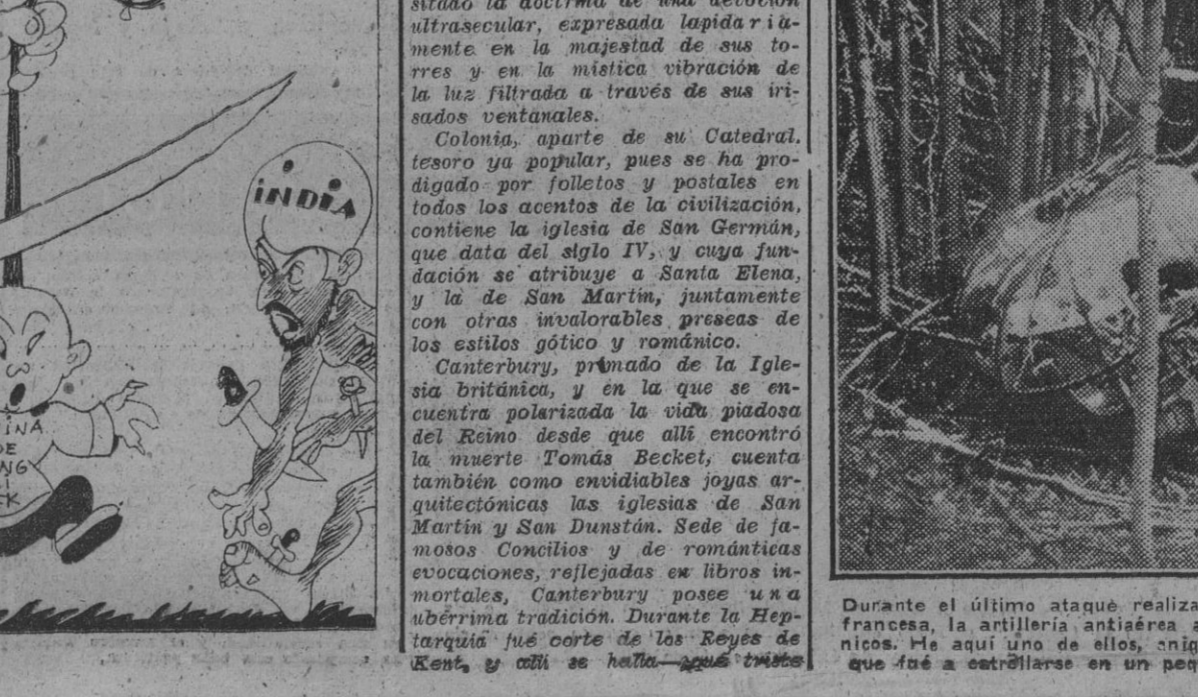 INDIA
INA
DE
NG
I
CK
sitado la doctrina de una devoción
ultrasecular, expresada lapidaria-
mente en la majestad de sus to-
rres y en la mística vibración de
la luz filtrada a través de sus iri-
sados ventanales.
Colonia, aparte de su Catedral,
tesoro ya popular, pues se ha pro-
digado por folletos y postales en
todos los acentos de la civilización,
contiene la iglesia de San Germán,
que data del siglo IV, y cuya fun-
dación se atribuye a Santa Elena,
y la de San Martín, juntamente
con otras invalorables preseas de
los estilos gótico y románico.
Canterbury, primado de la Igle-
sia británica, y en la que se en-
cuentra polarizada la vida piadosa
del Reino desde que allí encontró
la muerte Tomás Becket, cuenta
también como envidiables joyas ar-
quitectónicas las iglesias de San
Martín y San Dunstán. Sede de fa-
mosos Concilios y de románticas
evocaciones, reflejadas en libros in-
mortales, Canterbury posee una
ubérrima tradición. Durante la Hep-
tarquía fué corte de los Reyes de
Kent, y allí se halla—¡qué triste
Durante el último ataque realiza
francesa, la artillería antiaérea a
nicos. He aquí uno de ellos, aniq
que fué a estrellarse en un peq